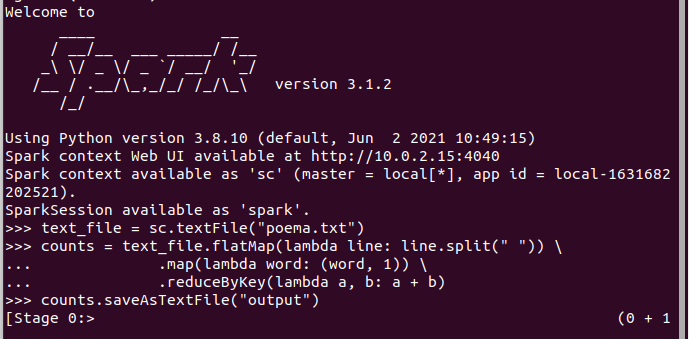 Welcome to
      ____              __
     / __/__  ___ _____/ /__
    _\ \/ _ \/ _ `/ __/  '_/
   /__ / .__/\_,_/_/ /_/\_\   version 3.1.2
      /_/
Using Python version 3.8.10 (default, Jun  2 2021 10:49:15)
Spark context Web UI available at http://10.0.2.15:4040
Spark context available as 'sc' (master = local[*], app id = local-1631682
202521).
SparkSession available as 'spark'.
>>> text_file = sc.textFile("poema.txt")
>>> counts = text_file.flatMap(lambda line: line.split(" ")) \
...             .map(lambda word: (word, 1)) \
...             .reduceByKey(lambda a, b: a + b)
>>> counts.saveAsTextFile("output")
[Stage 0:>                                                          (0 + 1